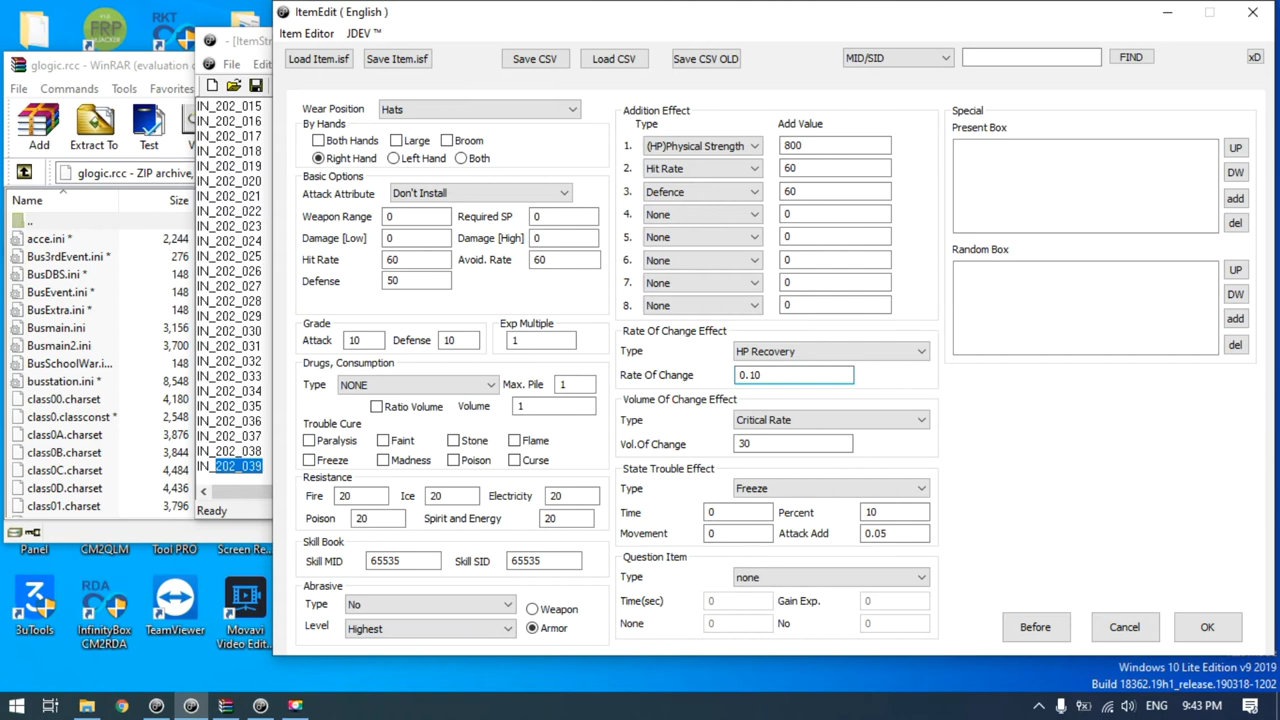 ItemEdit ( English )
Item Editor JDEV ™
Load Item.isf Save Item.isf Save CSV Load CSV Save CSV OLD MID/SID FIND xD
Wear Position Hats
By Hands
Both Hands Large Broom
Right Hand Left Hand Both
Basic Options
Attack Attribute Don't Install
Weapon Range 0 Required SP 0
Damage [Low] 0 Damage [High] 0
Hit Rate 60 Avoid. Rate 60
Defense 50
Grade
Attack 10 Defense 10
Exp Multiple
1
Drugs, Consumption
Type NONE Max. Pile 1
Ratio Volume Volume 1
Trouble Cure
Paralysis Faint Stone Flame
Freeze Madness Poison Curse
Resistance
Fire 20 Ice 20 Electricity 20
Poison 20 Spirit and Energy 20
Skill Book
Skill MID 65535 Skill SID 65535
Abrasive
Type No Weapon
Level Highest Armor
Addition Effect
Type Add Value
1. (HP)Physical Strength 800
2. Hit Rate 60
3. Defence 60
4. None 0
5. None 0
6. None 0
7. None 0
8. None 0
Rate Of Change Effect
Type HP Recovery
Rate Of Change 0.10
Volume Of Change Effect
Type Critical Rate
Vol.Of Change 30
State Trouble Effect
Type Freeze
Time 0 Percent 10
Movement 0 Attack Add 0.05
Question Item
Type none
Time(sec) 0 Gain Exp. 0
None 0 No 0
Special
Present Box
UP
DW
add
del
Random Box
UP
DW
add
del
Before Cancel OK
FRP
RKT
glogic.rcc - WinRAR (evaluation
File Commands Tools Favorites
Add Extract To Test
glogic.rcc - ZIP archive,
Name Size
..
acce.ini * 2,244
Bus3rdEvent.ini * 276
BusDBS.ini * 148
BusEvent.ini * 148
BusExtra.ini * 148
Busmain.ini 3,156
Busmain2.ini 3,700
BusSchoolWar.i... 148
busstation.ini * 8,548
class00.charset 4,180
class0.classconst * 2,548
class0A.charset 3,876
class0B.charset 3,844
class0C.charset 4,484
class0D.charset 4,436
class01.charset 3,796
- [ItemStr
File Edi
IN_202_015
IN_202_016
IN_202_017
IN_202_018
IN_202_019
IN_202_020
IN_202_021
IN_202_022
IN_202_023
IN_202_024
IN_202_025
IN_202_026
IN_202_027
IN_202_028
IN_202_029
IN_202_030
IN_202_031
IN_202_032
IN_202_033
IN_202_034
IN_202_035
IN_202_036
IN_202_037
IN_202_038
IN_202_039
Ready
Panel CM2QLM Tool PRO Screen Re...
3uTools InfinityBox CM2RDA TeamViewer Movavi Video Edit...
RDA
Windows 10 Lite Edition v9 2019
Build 18362.19h1_release.190318-1202
ENG 9:43 PM